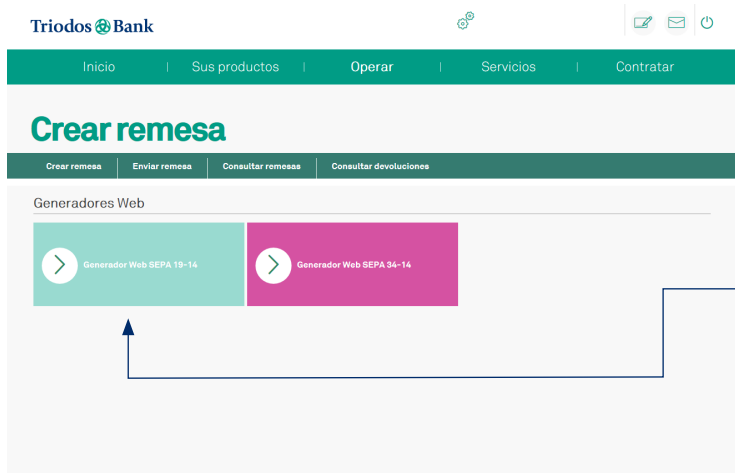 Triodos Bank
Inicio | Sus productos | Operar | Servicios | Contratar
Crear remesa
Crear remesa | Enviar remesa | Consultar remesas | Consultar devoluciones
Generadores Web
Generador Web SEPA 19-14
Generador Web SEPA 34-14